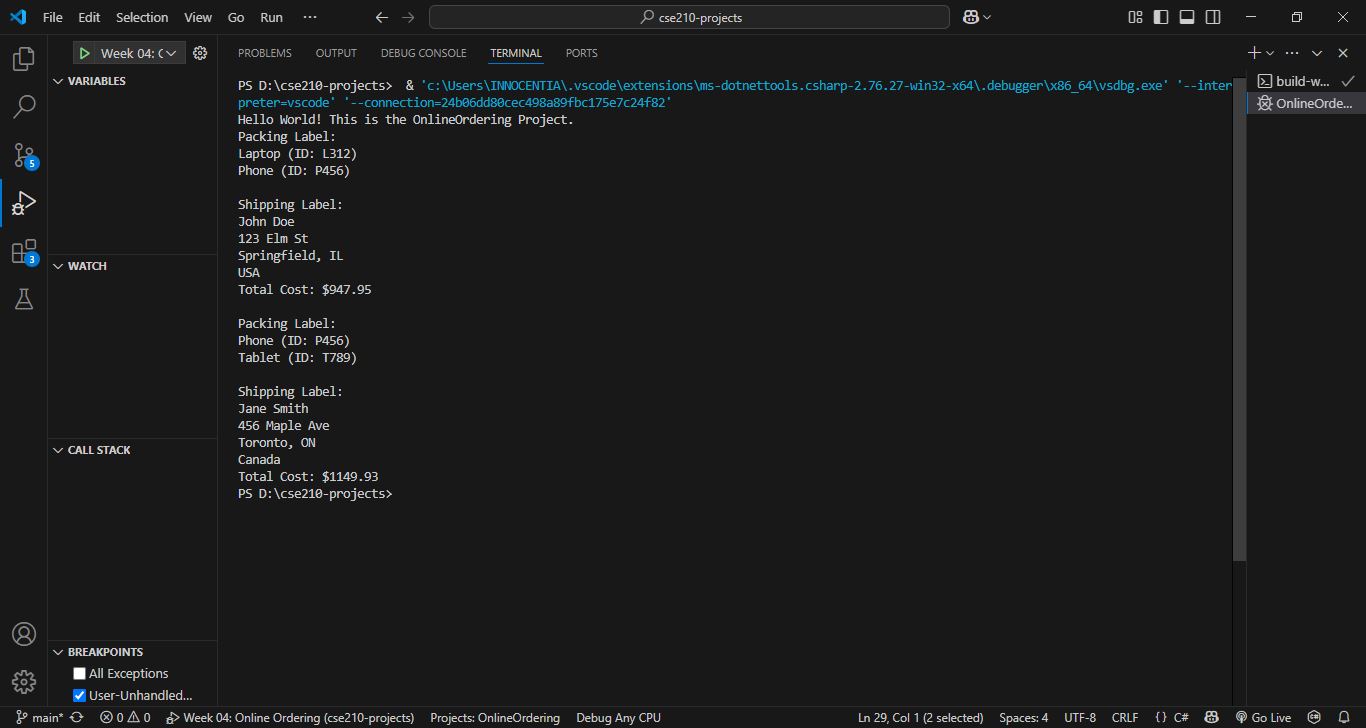 File Edit Selection View Go Run ··· cse210-projects
Week 04: C
PROBLEMS OUTPUT DEBUG CONSOLE TERMINAL PORTS
VARIABLES
WATCH
CALL STACK
BREAKPOINTS
All Exceptions
User-Unhandled...
5
3
PS D:\cse210-projects>  & 'c:\Users\INNOCENTIA\.vscode\extensions\ms-dotnettools.csharp-2.76.27-win32-x64\.debugger\x86_64\vsdbg.exe' '--inter
preter=vscode' '--connection=24b06dd80cec498a89fbc175e7c24f82'
Hello World! This is the OnlineOrdering Project.
Packing Label:
Laptop (ID: L312)
Phone (ID: P456)
Shipping Label:
John Doe
123 Elm St
Springfield, IL
USA
Total Cost: $947.95
Packing Label:
Phone (ID: P456)
Tablet (ID: T789)
Shipping Label:
Jane Smith
456 Maple Ave
Toronto, ON
Canada
Total Cost: $1149.93
PS D:\cse210-projects>
build-w...
OnlineOrde...
main* 0 0 Week 04: Online Ordering (cse210-projects) Projects: OnlineOrdering Debug Any CPU Ln 29, Col 1 (2 selected) Spaces: 4 UTF-8 CRLF {} C# Go Live